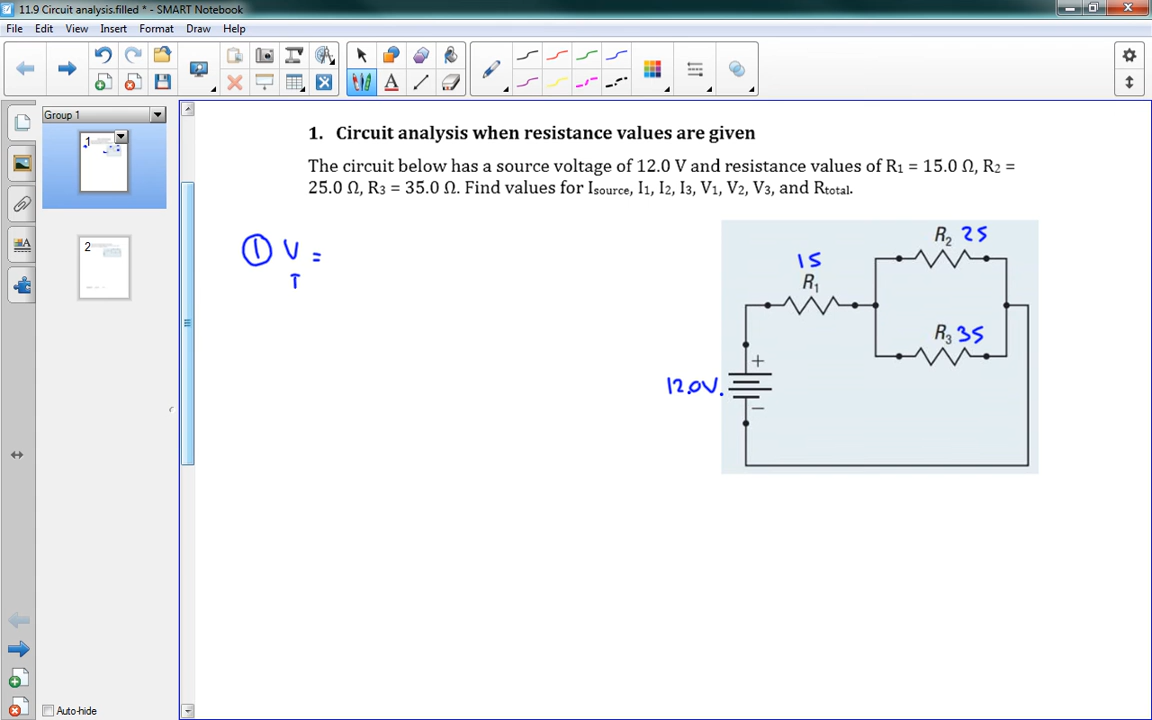 11.9 Circuit analysis.filled * - SMART Notebook
File Edit View Insert Format Draw Help
Group 1
1
2
Auto-hide
1. Circuit analysis when resistance values are given
The circuit below has a source voltage of 12.0 V and resistance values of R₁ = 15.0 Ω, R₂ =
25.0 Ω, R₃ = 35.0 Ω. Find values for Isource, I₁, I₂, I₃, V₁, V₂, V₃, and Rtotal.
① V =
I
R₂ 25
15
R₁
R₃ 35
+
12.0V.
−